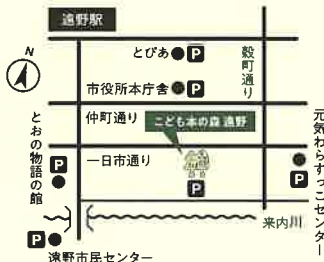 遠野駅
N
とぴあ P
穀町通り
市役所本庁舎 P
仲町通り
こども本の森 遠野
とおの物語の館
P
一日市通り
P
元気わらすっこセンター
P
来内川
P
遠野市民センター